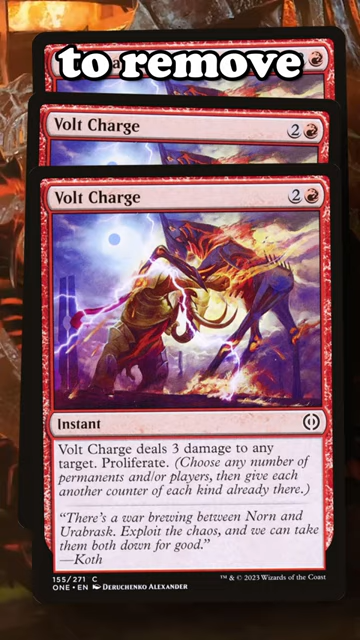 to remove
Volt Charge 2
Volt Charge 2
Instant
Volt Charge deals 3 damage to any
target. Proliferate. (Choose any number of
permanents and/or players, then give each
another counter of each kind already there.)
“There’s a war brewing between Norn and
Urabrask. Exploit the chaos, and we can take
them both down for good.”
—Koth
155/271 C
ONE • EN Deruchenko Alexander
™ & © 2023 Wizards of the Coast